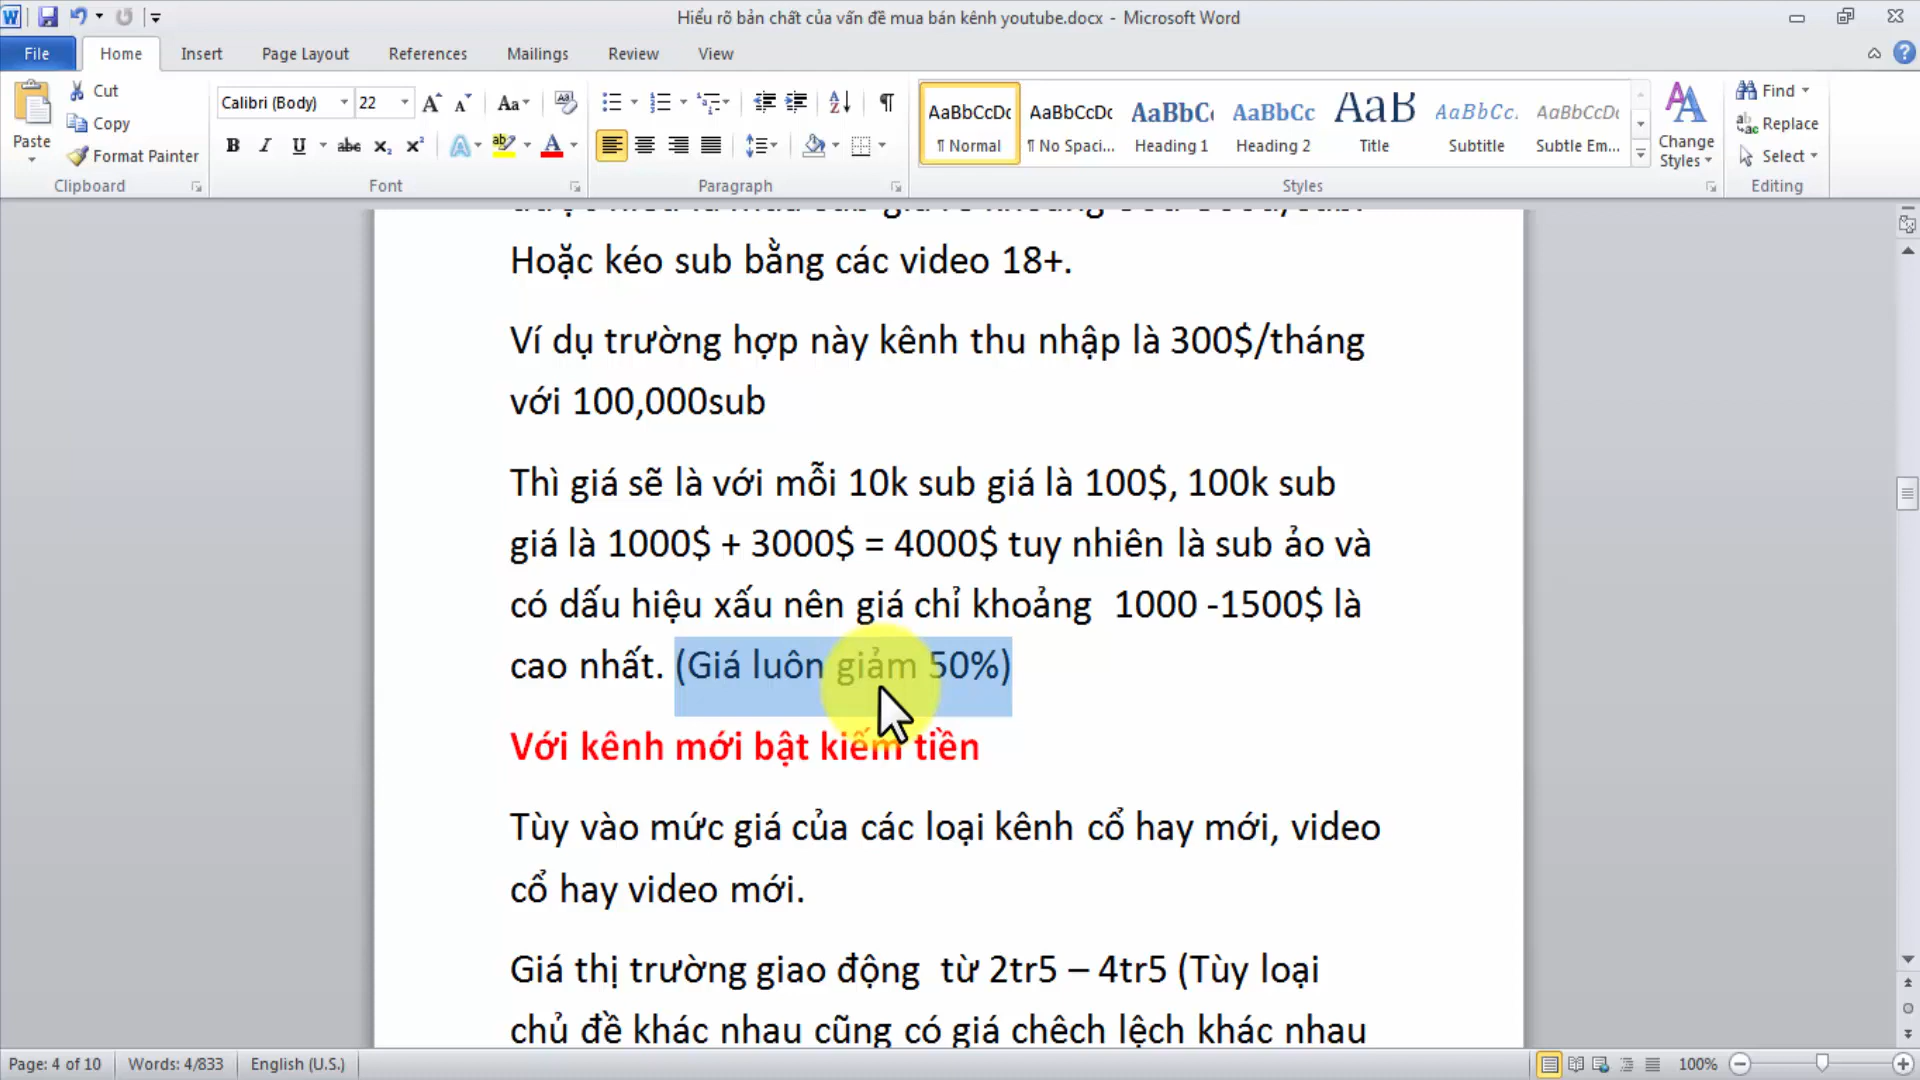 Hiểu rõ bản chất của vấn đề mua bán kênh youtube.docx - Microsoft Word
File Home Insert Page Layout References Mailings Review View
Paste
Cut
Copy
Format Painter
Clipboard
Calibri (Body) 22
Font
Paragraph
AaBbCcDc AaBbCcDc AaBbC AaBbCc AaB AaBbCc. AaBbCcDc
¶ Normal ¶ No Spaci... Heading 1 Heading 2 Title Subtitle Subtle Em...
Change Styles
Styles
Find
Replace
Select
Editing
Hoặc kéo sub bằng các video 18+.
Ví dụ trường hợp này kênh thu nhập là 300$/tháng
với 100,000sub
Thì giá sẽ là với mỗi 10k sub giá là 100$, 100k sub
giá là 1000$ + 3000$ = 4000$ tuy nhiên là sub ảo và
có dấu hiệu xấu nên giá chỉ khoảng 1000 -1500$ là
cao nhất. (Giá luôn giảm 50%)
Với kênh mới bật kiếm tiền
Tùy vào mức giá của các loại kênh cổ hay mới, video
cổ hay video mới.
Giá thị trường giao động từ 2tr5 – 4tr5 (Tùy loại
chủ đề khác nhau cũng có giá chêch lệch khác nhau
Page: 4 of 10 Words: 4/833 English (U.S.) 100%